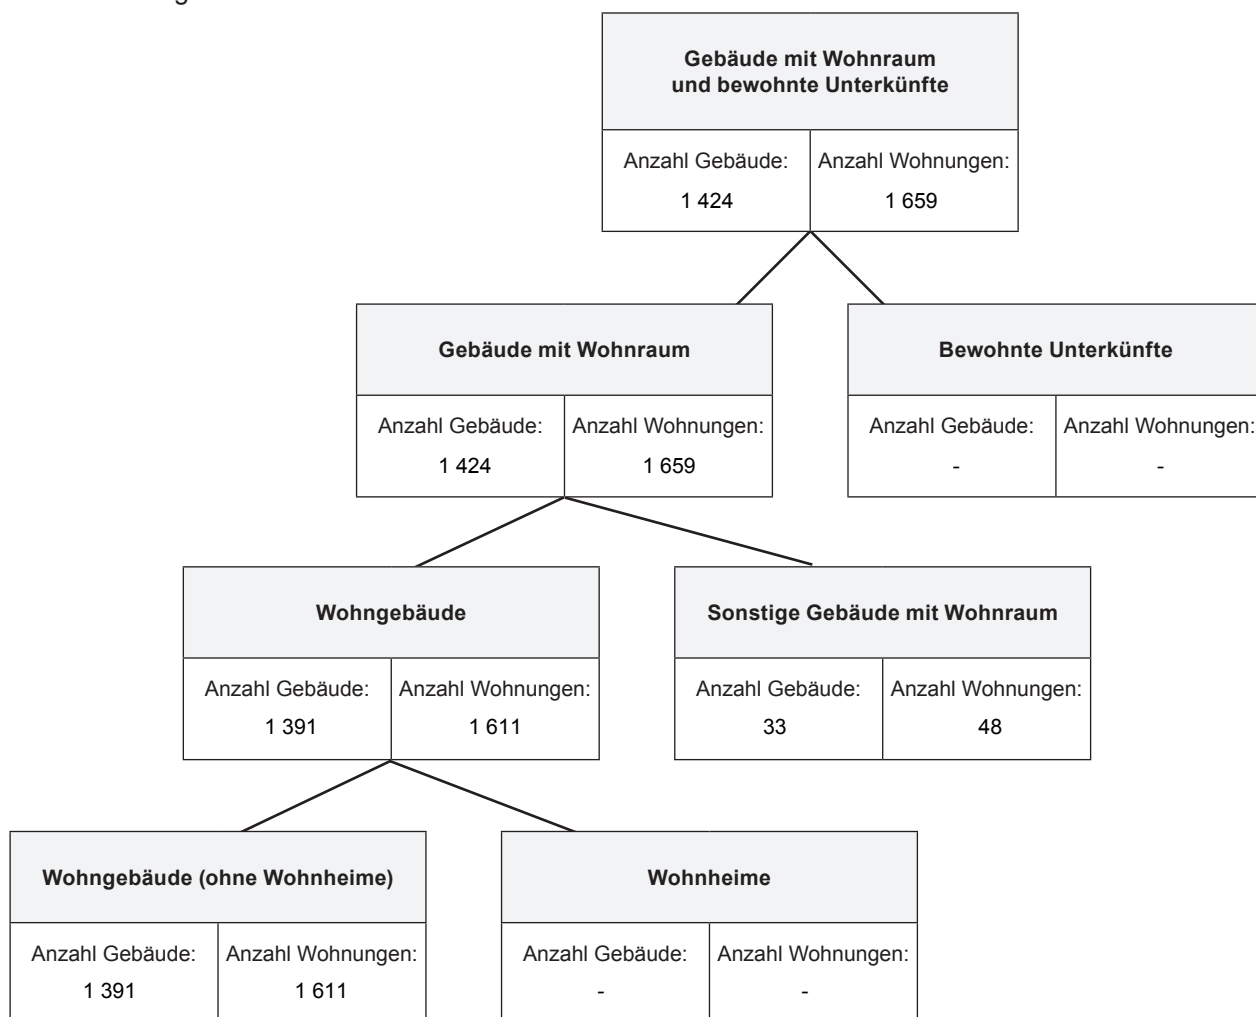 Gebäude mit Wohnraum
und bewohnte Unterkünfte
Anzahl Gebäude: Anzahl Wohnungen:
1 424 1 659
Gebäude mit Wohnraum
Anzahl Gebäude: Anzahl Wohnungen:
1 424 1 659
Bewohnte Unterkünfte
Anzahl Gebäude: Anzahl Wohnungen:
- -
Wohngebäude
Anzahl Gebäude: Anzahl Wohnungen:
1 391 1 611
Sonstige Gebäude mit Wohnraum
Anzahl Gebäude: Anzahl Wohnungen:
33 48
Wohngebäude (ohne Wohnheime)
Anzahl Gebäude: Anzahl Wohnungen:
1 391 1 611
Wohnheime
Anzahl Gebäude: Anzahl Wohnungen:
- -